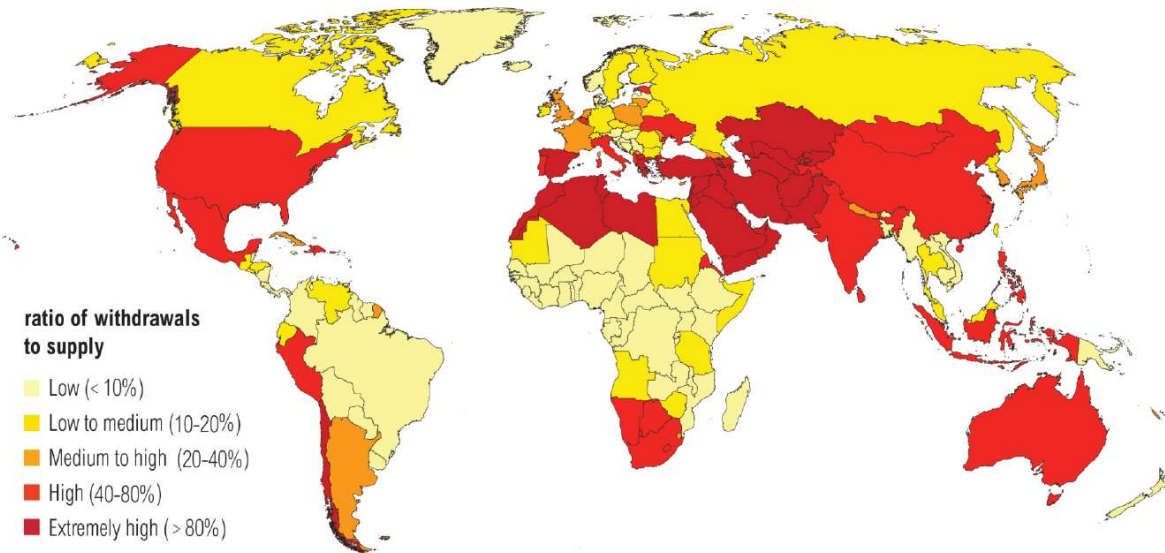 ratio of withdrawals
to supply
Low (< 10%)
Low to medium (10-20%)
Medium to high (20-40%)
High (40-80%)
Extremely high (> 80%)